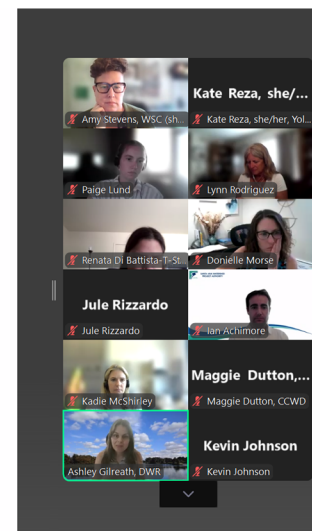 Kate Reza, she/...
Amy Stevens, WSC (sh...
Kate Reza, she/her, Yol...
Paige Lund
Lynn Rodriguez
Renata Di Battista-T-St...
Donielle Morse
Jule Rizzardo
Jule Rizzardo
Ian Achimore
Maggie Dutton,...
Kadie McShirley
Maggie Dutton, CCWD
Kevin Johnson
Ashley Gilreath, DWR
Kevin Johnson